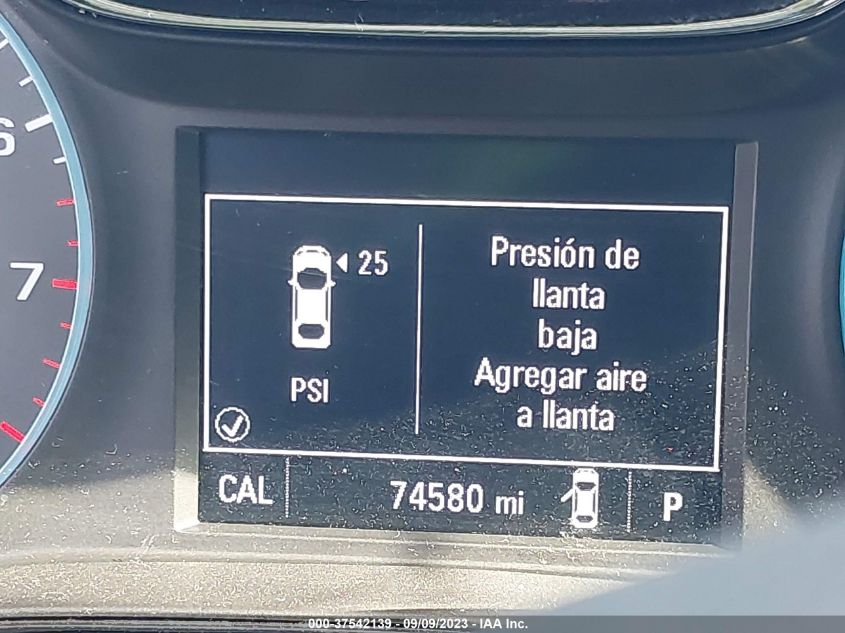 6
7
25
PSI
Presión de
llanta
baja
Agregar aire
a llanta
CAL
74580 mi
P
000-37542139 - 09/09/2023 - IAA Inc.